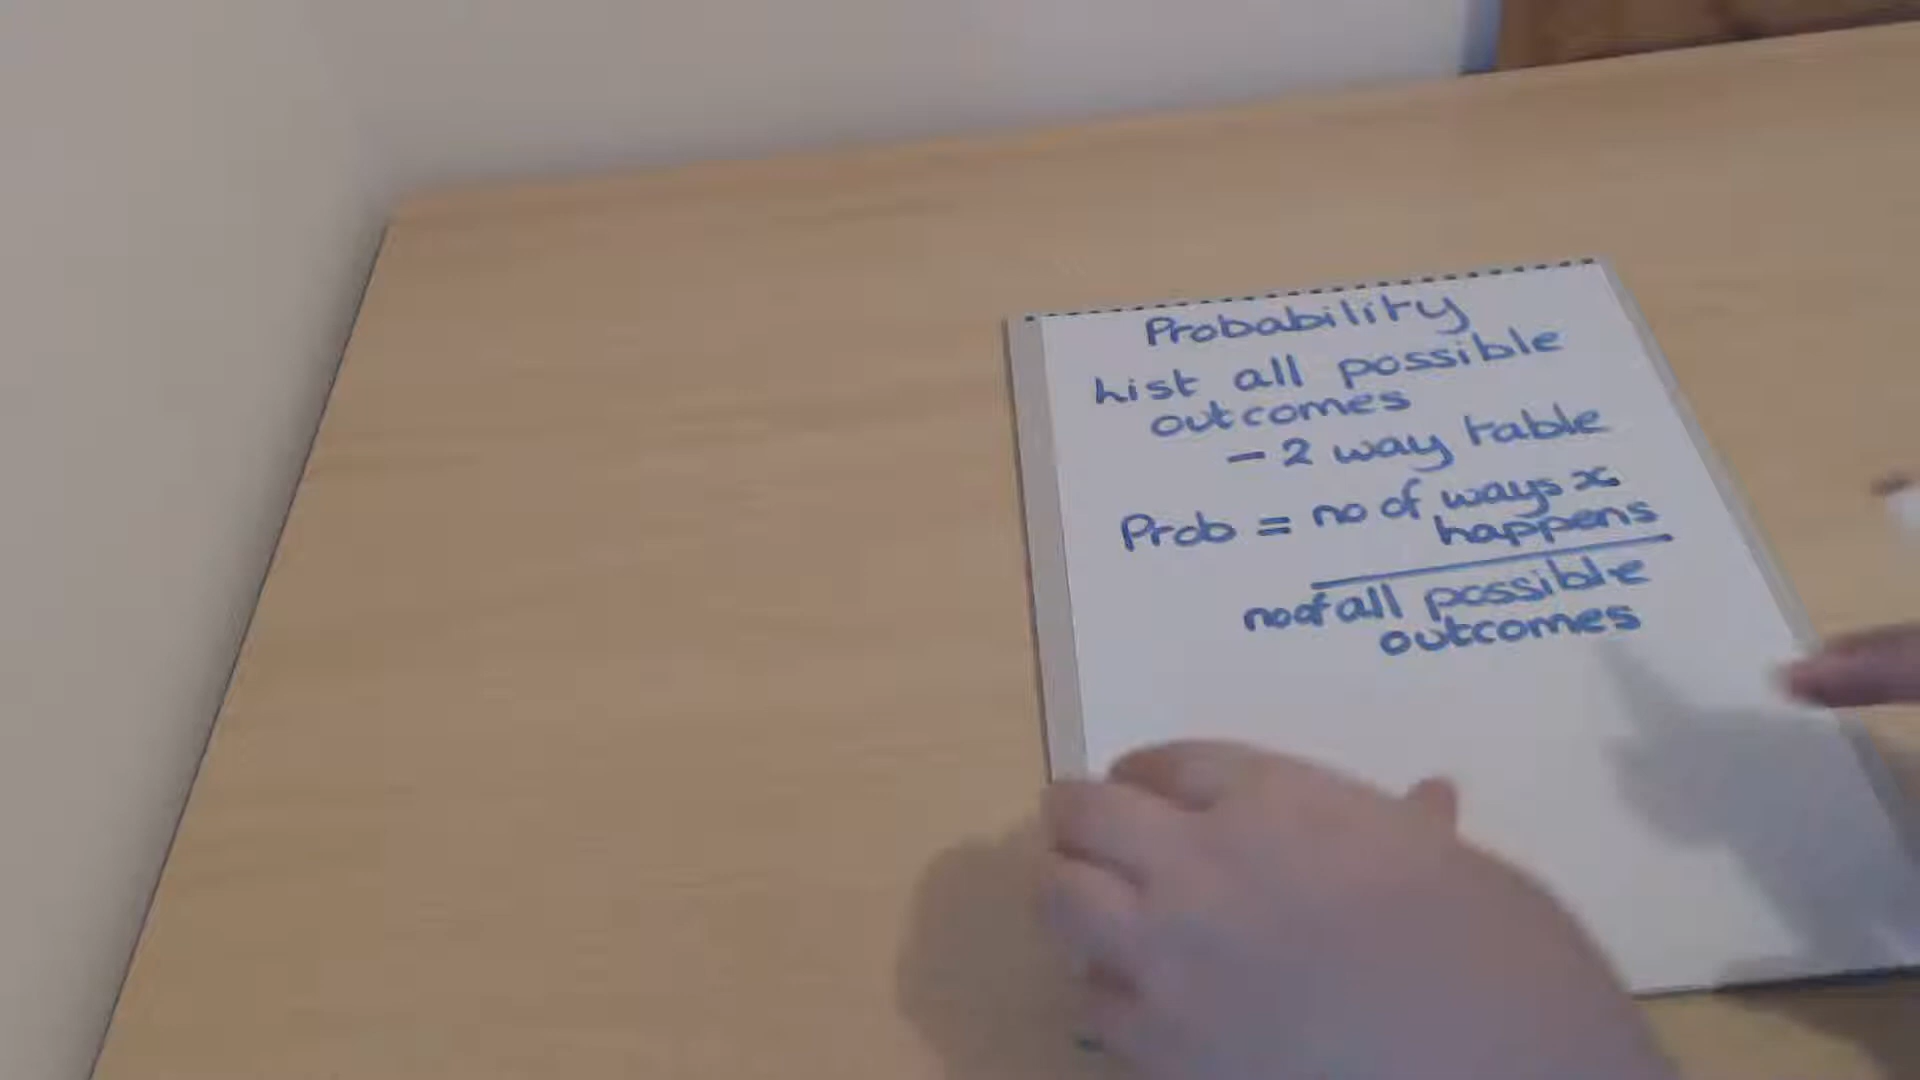 Probability
List all possible
outcomes
- 2 way table
Prob = no of ways x
happens
no of all possible
outcomes